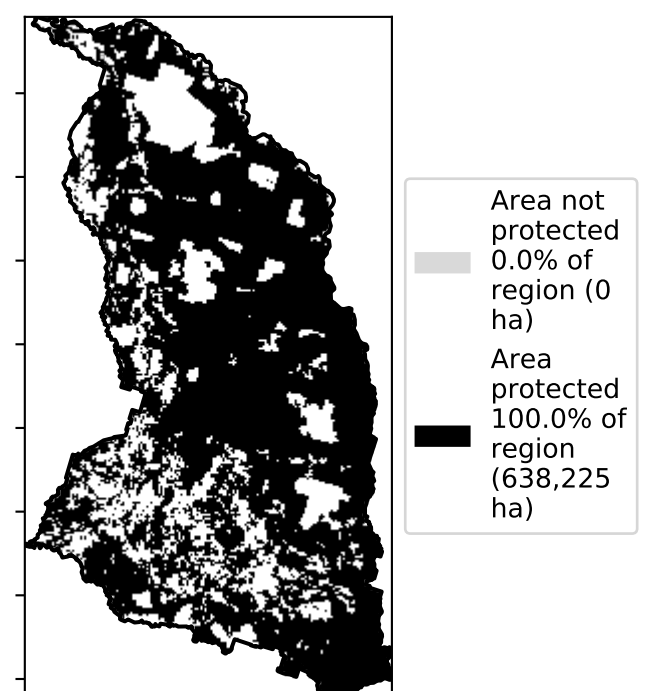 Area not
protected
0.0% of
region (0
ha)
Area
protected
100.0% of
region
(638,225
ha)